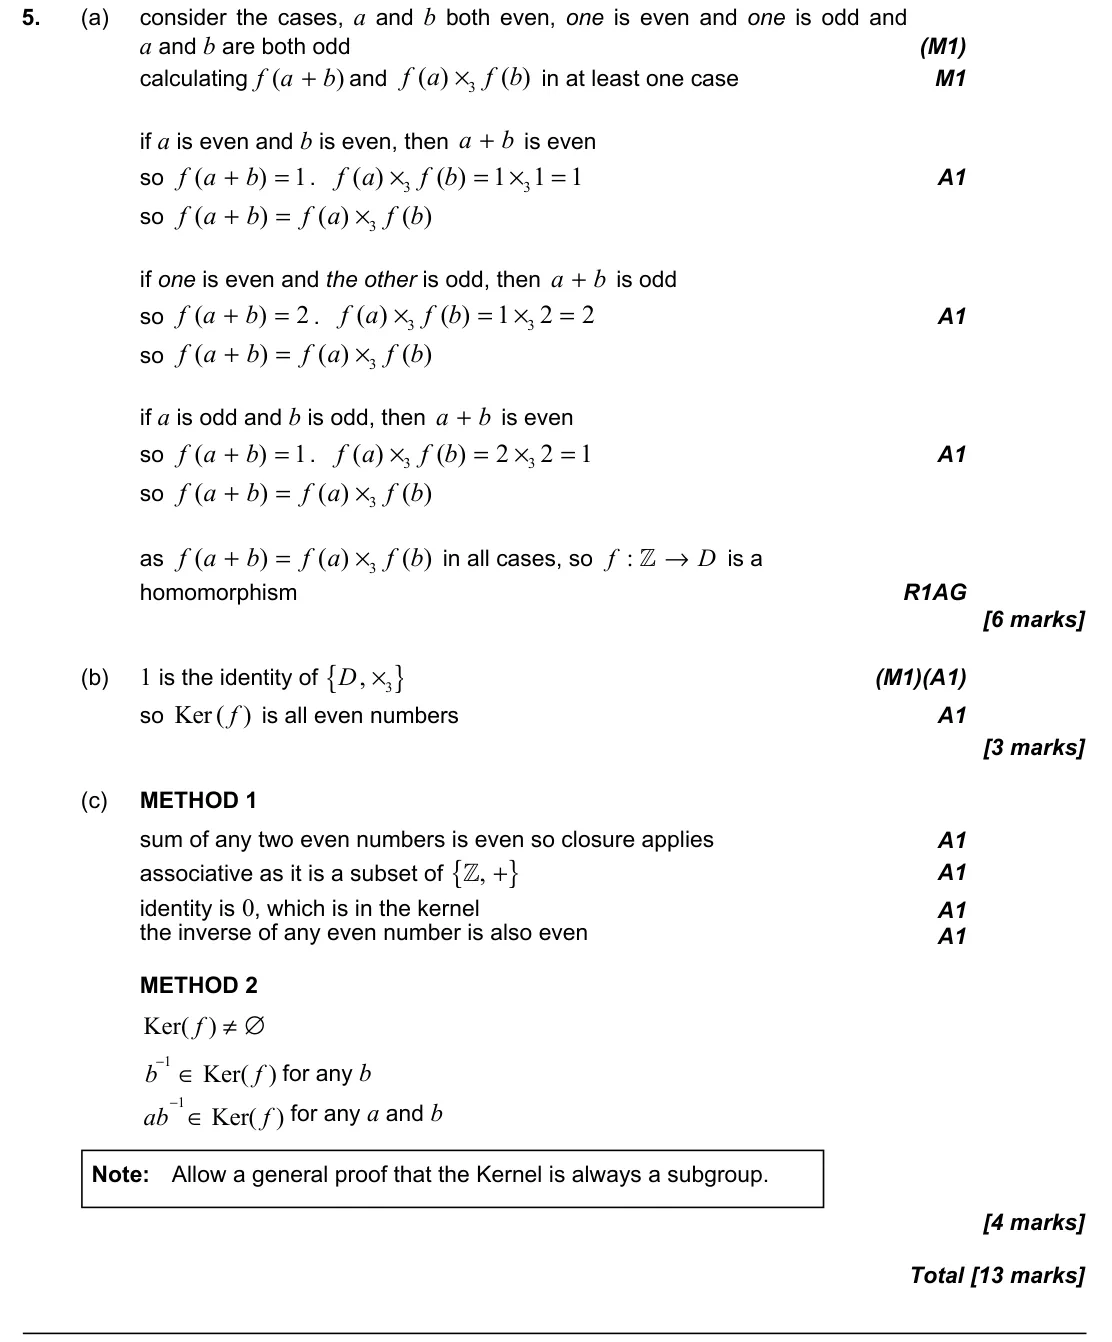 5. (a) consider the cases, a and b both even, one is even and one is odd and
a and b are both odd (M1)
calculating f (a + b) and f (a) ×₃ f (b) in at least one case M1
if a is even and b is even, then a + b is even
so f (a + b) = 1. f (a) ×₃ f (b) = 1 ×₃ 1 = 1 A1
so f (a + b) = f (a) ×₃ f (b)
if one is even and the other is odd, then a + b is odd
so f (a + b) = 2. f (a) ×₃ f (b) = 1 ×₃ 2 = 2 A1
so f (a + b) = f (a) ×₃ f (b)
if a is odd and b is odd, then a + b is even
so f (a + b) = 1. f (a) ×₃ f (b) = 2 ×₃ 2 = 1 A1
so f (a + b) = f (a) ×₃ f (b)
as f (a + b) = f (a) ×₃ f (b) in all cases, so f : ℤ → D is a
homomorphism R1AG
[6 marks]
(b) 1 is the identity of {D, ×₃} (M1)(A1)
so Ker (f) is all even numbers A1
[3 marks]
(c) METHOD 1
sum of any two even numbers is even so closure applies A1
associative as it is a subset of {ℤ, +} A1
identity is 0, which is in the kernel A1
the inverse of any even number is also even A1
METHOD 2
Ker(f) ≠ ∅
b⁻¹ ∈ Ker(f) for any b
ab⁻¹ ∈ Ker(f) for any a and b
Note: Allow a general proof that the Kernel is always a subgroup.
[4 marks]
Total [13 marks]